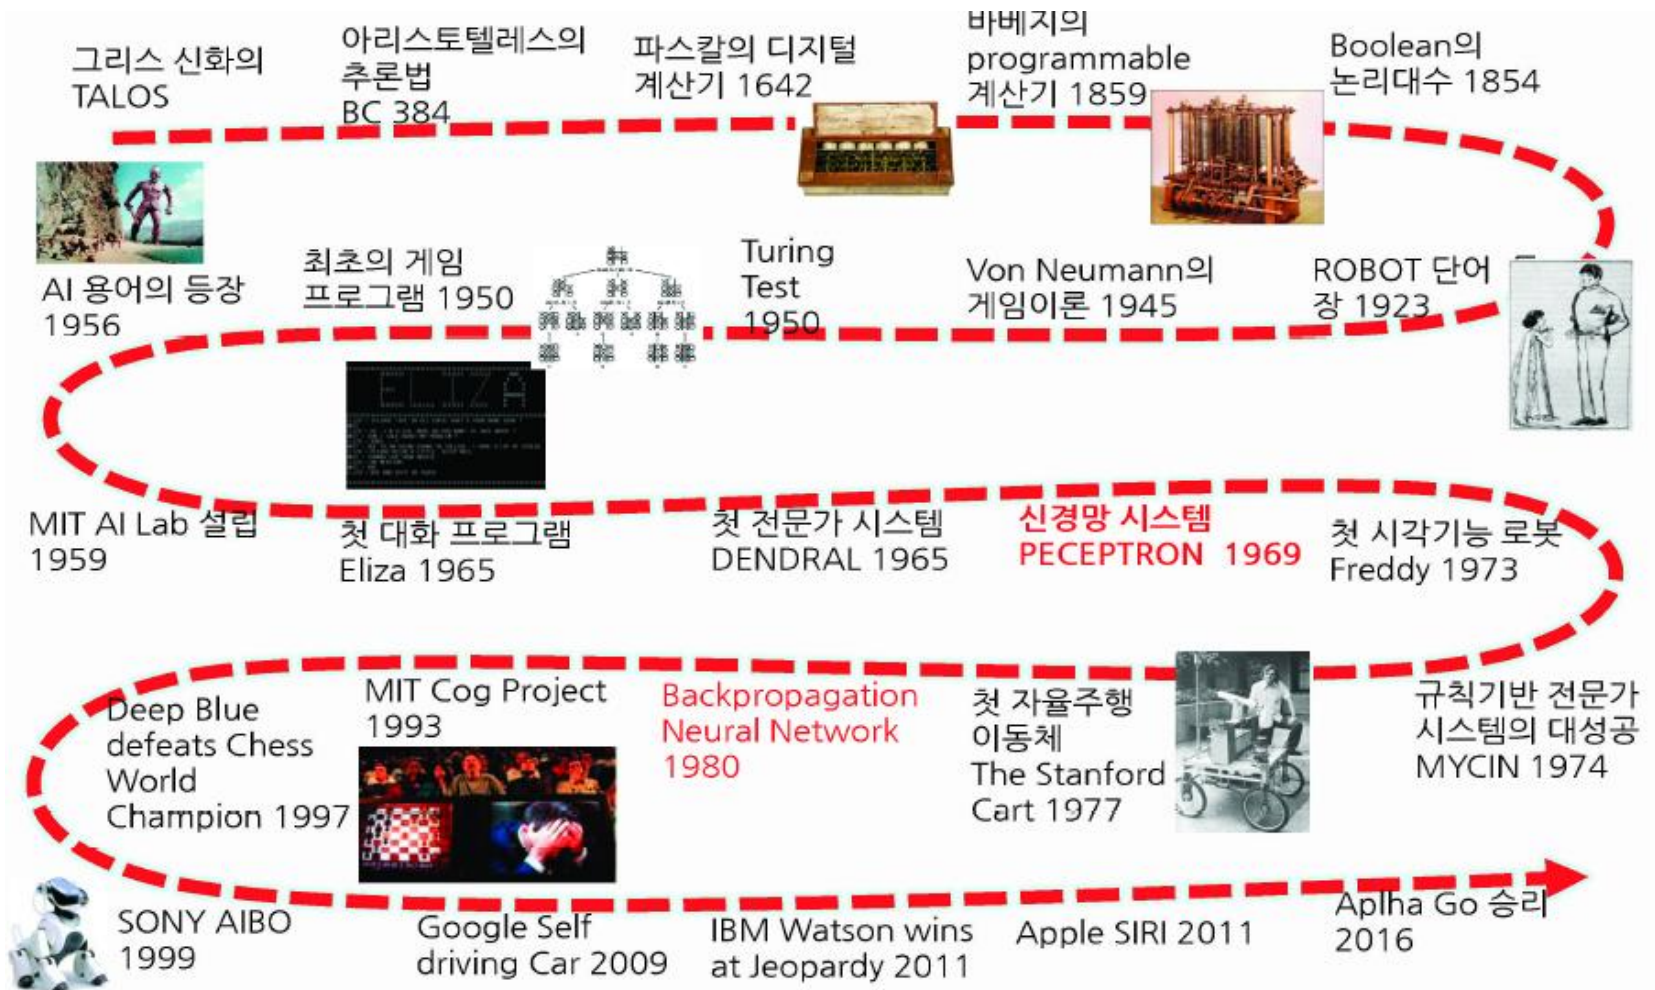 그리스 신화의
TALOS
아리스토텔레스의
추론법
BC 384
파스칼의 디지털
계산기 1642
바베지의
programmable
계산기 1859
Boolean의
논리대수 1854
ROBOT 단어
장 1923
Von Neumann의
게임이론 1945
Turing
Test
1950
최초의 게임
프로그램 1950
AI 용어의 등장
1956
ELIZA
MIT AI Lab 설립
1959
첫 대화 프로그램
Eliza 1965
첫 전문가 시스템
DENDRAL 1965
신경망 시스템
PECEPTRON 1969
첫 시각기능 로봇
Freddy 1973
규칙기반 전문가
시스템의 대성공
MYCIN 1974
첫 자율주행
이동체
The Stanford
Cart 1977
Backpropagation
Neural Network
1980
MIT Cog Project
1993
Deep Blue
defeats Chess
World
Champion 1997
SONY AIBO
1999
Google Self
driving Car 2009
IBM Watson wins
at Jeopardy 2011
Apple SIRI 2011
Aplha Go 승리
2016